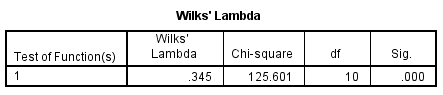 Wilks' Lambda
Test of Function(s) Wilks' Lambda Chi-square df Sig.
1 .345 125.601 10 .000